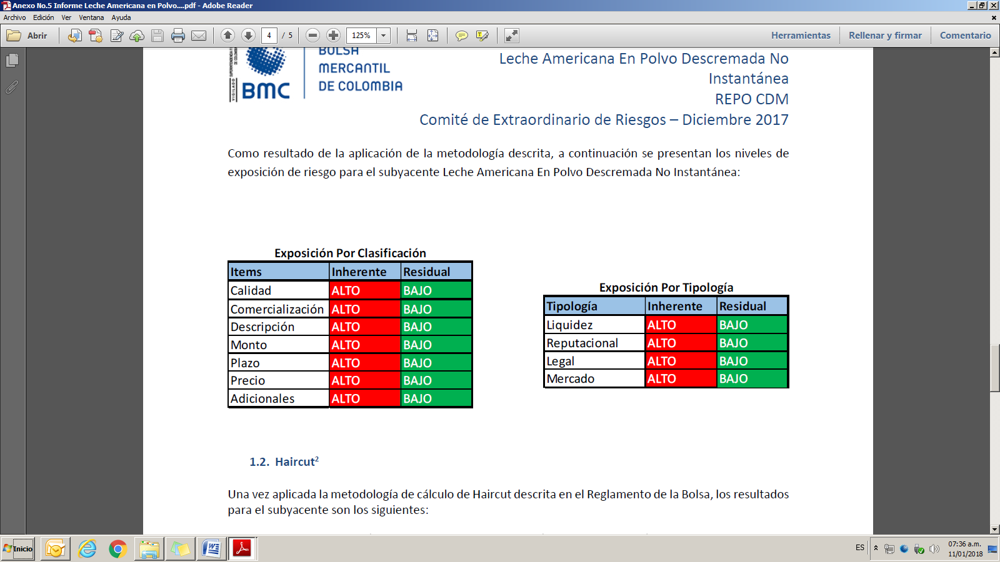 Anexo No.5 Informe Leche Americana en Polvo....pdf - Adobe Reader
Archivo Edición Ver Ventana Ayuda
Abrir 4 / 5 125% Herramientas Rellenar y firmar Comentario
VIGILADO SUPERINTENDENCIA FINANCIERA DE COLOMBIA
BMC
BOLSA
MERCANTIL
DE COLOMBIA
Leche Americana En Polvo Descremada No
Instantánea
REPO CDM
Comité de Extraordinario de Riesgos – Diciembre 2017
Como resultado de la aplicación de la metodología descrita, a continuación se presentan los niveles de
exposición de riesgo para el subyacente Leche Americana En Polvo Descremada No Instantánea:
Exposición Por Clasificación
Items Inherente Residual
Calidad ALTO BAJO
Comercialización ALTO BAJO
Descripción ALTO BAJO
Monto ALTO BAJO
Plazo ALTO BAJO
Precio ALTO BAJO
Adicionales ALTO BAJO
Exposición Por Tipología
Tipología Inherente Residual
Liquidez ALTO BAJO
Reputacional ALTO BAJO
Legal ALTO BAJO
Mercado ALTO BAJO
1.2. Haircut2
Una vez aplicada la metodología de cálculo de Haircut descrita en el Reglamento de la Bolsa, los resultados
para el subyacente son los siguientes:
Inicio
ES
07:36 a.m.
11/01/2018